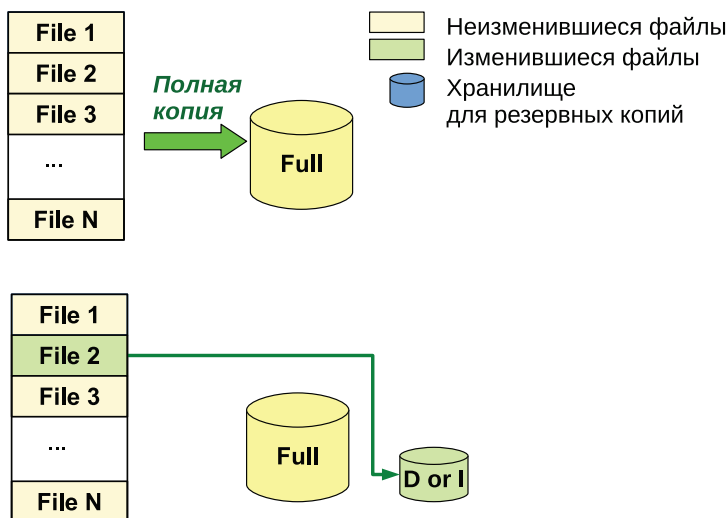 File 1
File 2
File 3
...
File N
Полная
копия
Full
Неизменившиеся файлы
Изменившиеся файлы
Хранилище
для резервных копий
File 1
File 2
File 3
...
File N
Full
D or I